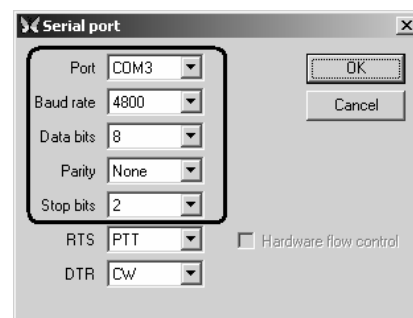 Serial port
Port COM3 OK
Baud rate 4800 Cancel
Data bits 8
Parity None
Stop bits 2
RTS PTT Hardware flow control
DTR CW